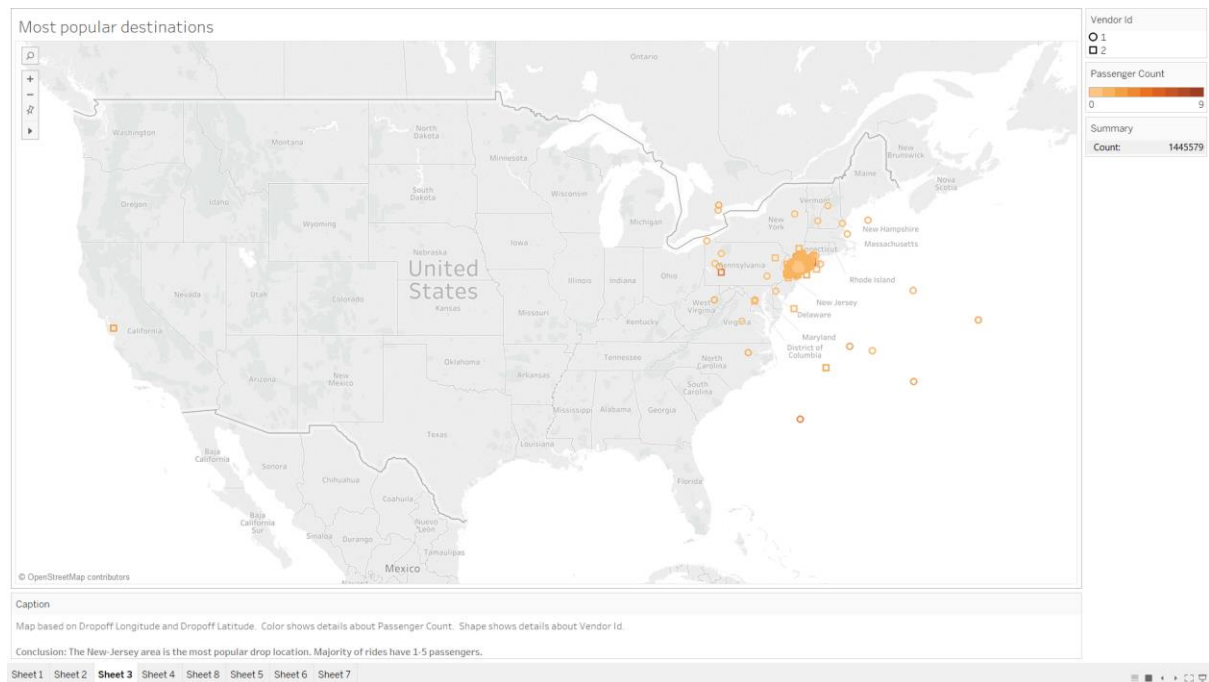 Most popular destinations
Vendor Id
1
2
Passenger Count
0 9
Summary
Count: 1445579
Ontario
Washington
Montana
North
Dakota
Minnesota
New
Brunswick
Maine
Nova
Scotia
Oregon
Idaho
South
Dakota
Wisconsin
Vermont
Michigan
New
York
New Hampshire
Massachusetts
Wyoming
Iowa
Nebraska
Pennsylvania
Rhode Island
United
States
Nevada
Utah
Colorado
Kansas
Illinois
Indiana
Ohio
West
Virginia
New Jersey
Delaware
California
Missouri
Kentucky
Virginia
Maryland
District of
Columbia
Oklahoma
Tennessee
North
Carolina
Arizona
New
Mexico
Arkansas
South
Carolina
Mississippi
Alabama
Georgia
Texas
Louisiana
Baja
California
Sonora
Chihuahua
Florida
Coahuila
Baja
California
Sur
Sinaloa
Durango
Nuevo
León
Tamaulipas
Mexico
© OpenStreetMap contributors
Caption
Map based on Dropoff Longitude and Dropoff Latitude. Color shows details about Passenger Count. Shape shows details about Vendor Id.
Conclusion: The New-Jersey area is the most popular drop location. Majority of rides have 1-5 passengers.
Sheet 1 Sheet 2 Sheet 3 Sheet 4 Sheet 8 Sheet 5 Sheet 6 Sheet 7